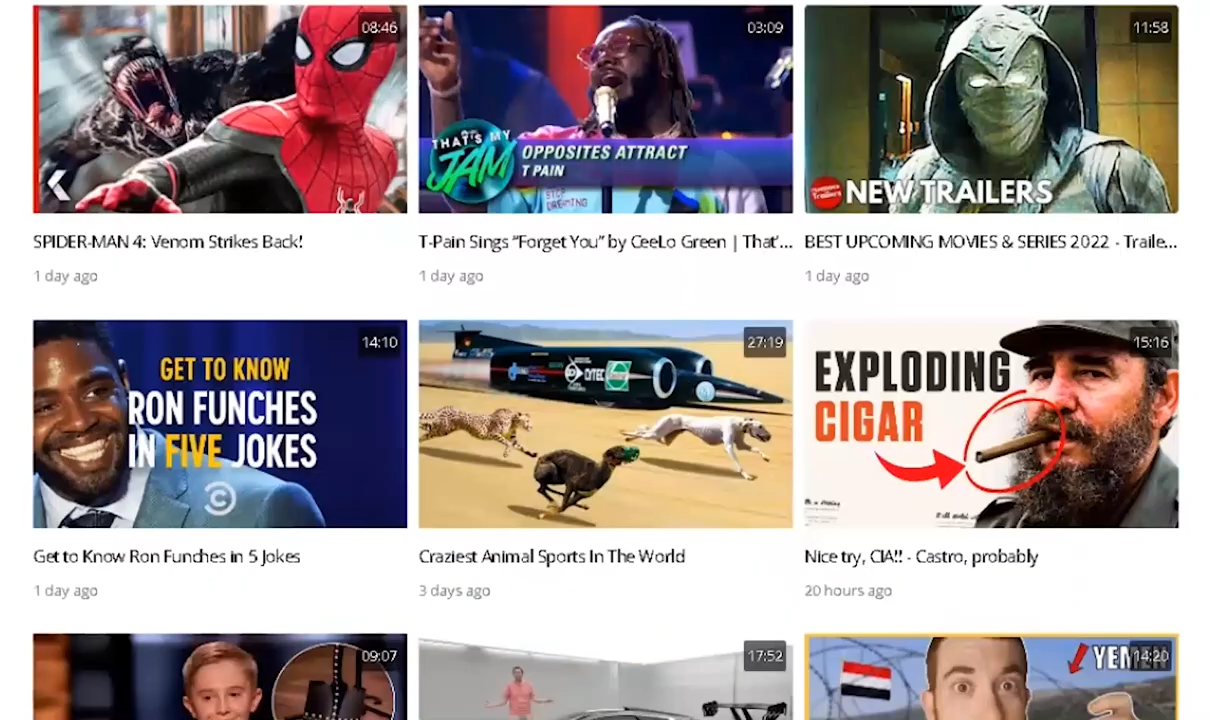 08:46
03:09
11:58
THAT'S MY
JAM
OPPOSITES ATTRACT
T PAIN
STOP
DREAMING
NEW TRAILERS
SPIDER-MAN 4: Venom Strikes Back!
T-Pain Sings “Forget You” by CeeLo Green | That'...
BEST UPCOMING MOVIES & SERIES 2022 - Traile...
1 day ago
1 day ago
1 day ago
14:10
27:19
15:16
GET TO KNOW
RON FUNCHES
IN FIVE JOKES
CYTEC
EXPLODING
CIGAR
Get to Know Ron Funches in 5 Jokes
Craziest Animal Sports In The World
Nice try, CIA!! - Castro, probably
1 day ago
3 days ago
20 hours ago
09:07
17:52
14:20